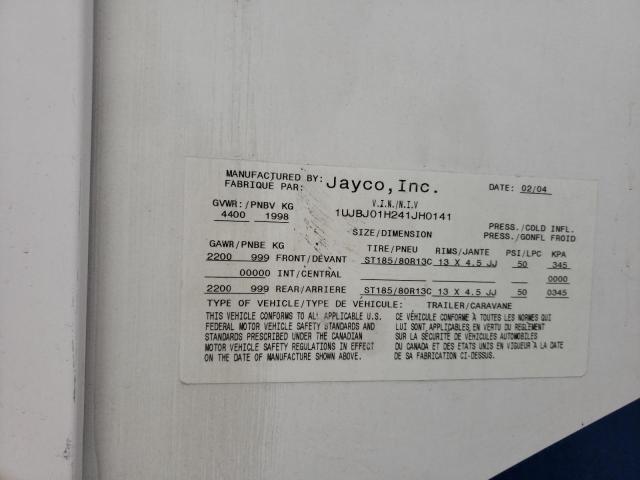 MANUFACTURED BY: Jayco, Inc. DATE: 02/04
FABRIQUE PAR:
GVWR:/PNBV KG V.I.N./N.I.V
4400 1998 1UJBJ01H241JH0141
SIZE/DIMENSION PRESS./COLD INFL.
PRESS./GONFL FROID
GAWR/PNBE KG TIRE/PNEU RIMS/JANTE PSI/LPC KPA
2200 999 FRONT/DEVANT ST185/80R13C 13 X 4.5 JJ 50 345
00000 INT/CENTRAL 0000
2200 999 REAR/ARRIERE ST185/80R13C 13 X 4.5 JJ 50 0345
TYPE OF VEHICLE/TYPE DE VÉHICULE: TRAILER/CARAVANE
THIS VEHICLE CONFORMS TO ALL APPLICABLE U.S.
FEDERAL MOTOR VEHICLE SAFETY STANDARDS AND
STANDARDS PRESCRIBED UNDER THE CANADIAN
MOTOR VEHICLE SAFETY REGULATIONS IN EFFECT
ON THE DATE OF MANUFACTURE SHOWN ABOVE.
CE VÉHICULE CONFORME À TOUTES LES NORMES QUI
LUI SONT APPLICABLES EN VERTU DU REGLEMENT
SUR LA SÉCURITÉ DE VÉHICULES AUTOMOBILES
DU CANADA ET DES ETATS UNIS EN VIGUEUR A LA DATE
DE SA FABRICATION CI-DESSUS.